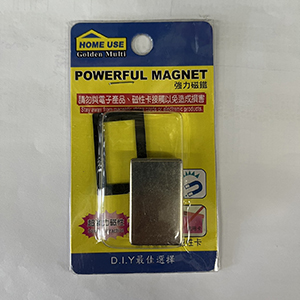 HOME USE
Golden Multi
POWERFUL MAGNET
強力磁鐵
請勿與電子產品、磁性卡接觸以免造成損害
D.I.Y 最佳選擇